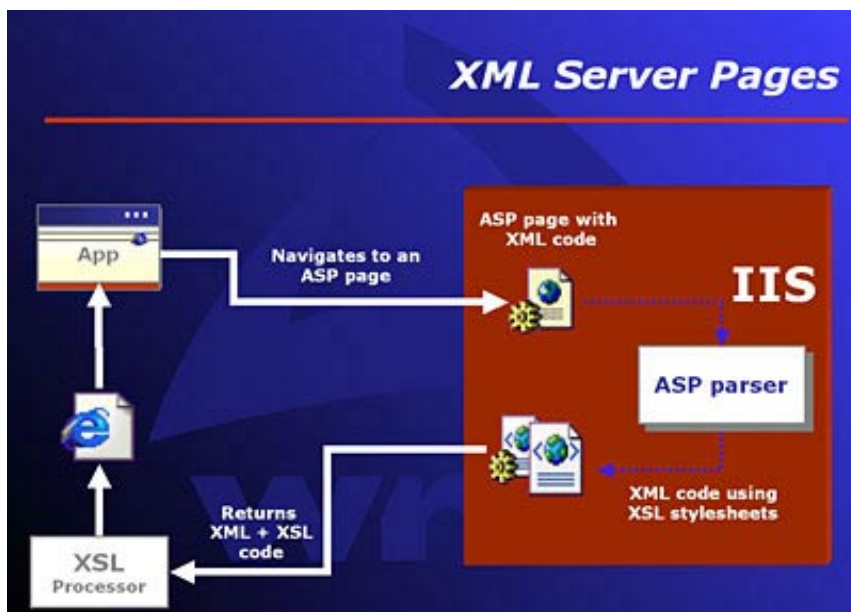 XML Server Pages
App
Navigates to an
ASP page
ASP page with
XML code
IIS
ASP parser
XML code using
XSL stylesheets
Returns
XML + XSL
code
XSL
Processor